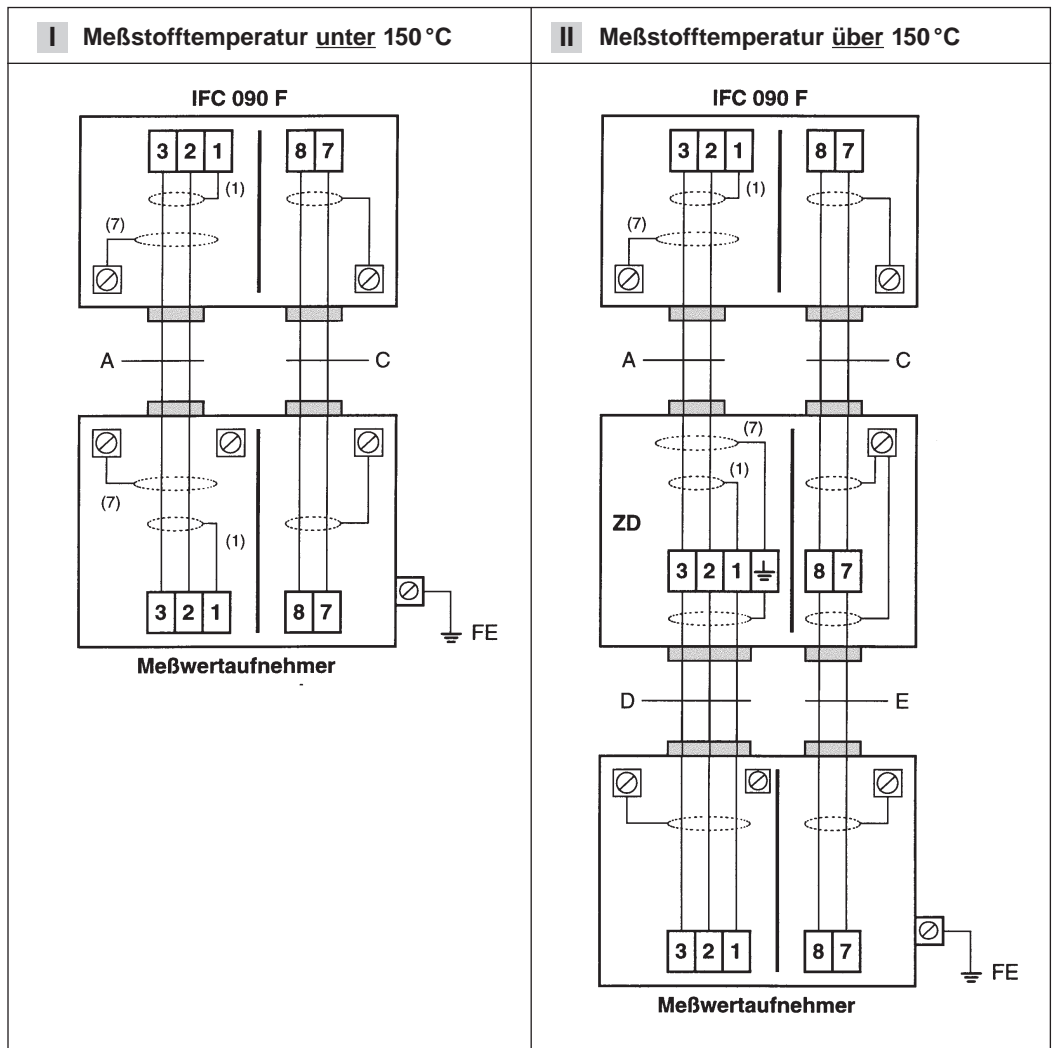 I Meßstofftemperatur unter 150 °C
IFC 090 F
3 2 1 8 7
(1)
(7)
A C
(7)
(1)
3 2 1 8 7
FE
Meßwertaufnehmer
II Meßstofftemperatur über 150 °C
IFC 090 F
3 2 1 8 7
(1)
(7)
A C
(7)
(1)
ZD
3 2 1 8 7
D E
3 2 1 8 7
FE
Meßwertaufnehmer